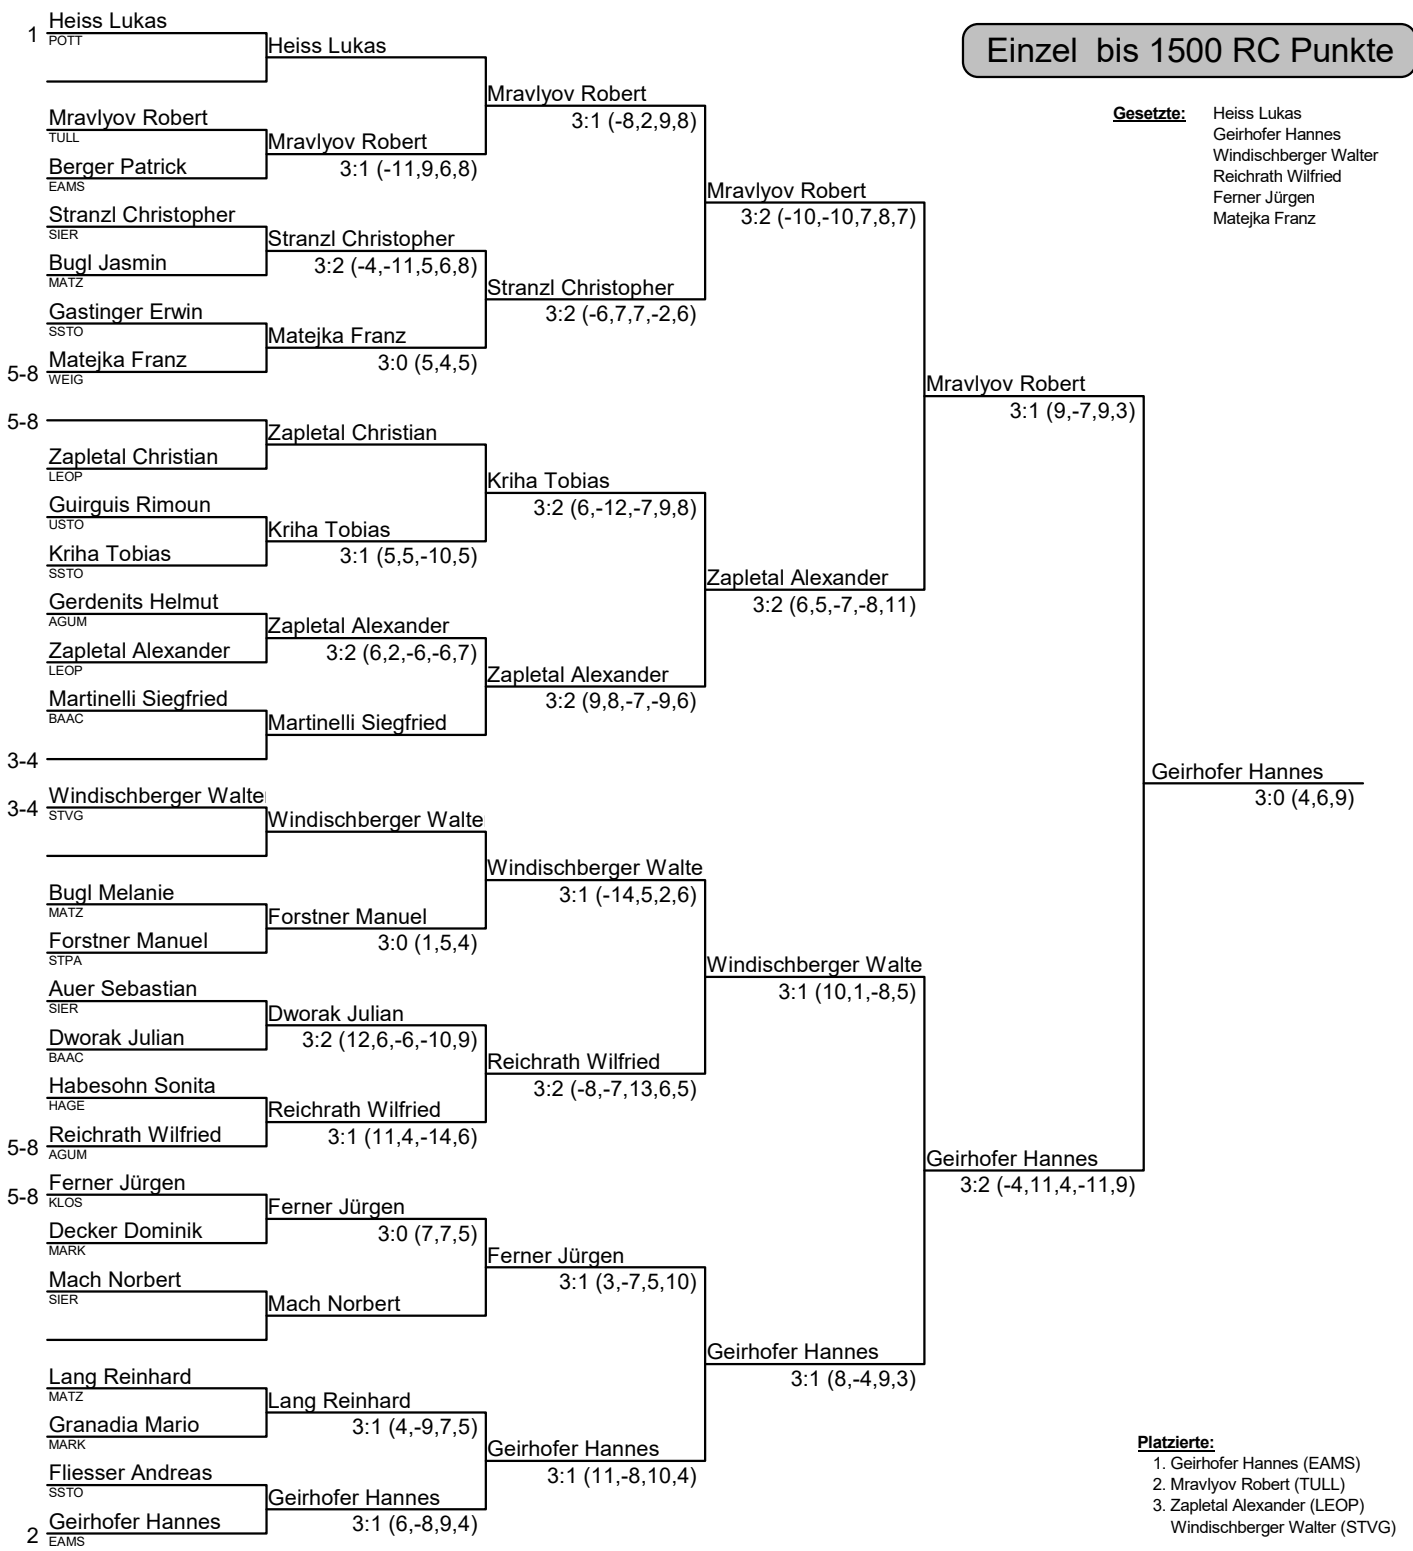 Einzel  bis 1500 RC Punkte
Gesetzte: Heiss Lukas
Geirhofer Hannes
Windischberger Walter
Reichrath Wilfried
Ferner Jürgen
Matejka Franz
1 Heiss Lukas
POTT
Mravlyov Robert
TULL
Berger Patrick
EAMS
Stranzl Christopher
SIER
Bugl Jasmin
MATZ
Gastinger Erwin
SSTO
5-8 Matejka Franz
WEIG
5-8
Zapletal Christian
LEOP
Guirguis Rimoun
USTO
Kriha Tobias
SSTO
Gerdenits Helmut
AGUM
Zapletal Alexander
LEOP
Martinelli Siegfried
BAAC
3-4
3-4 Windischberger Walte
STVG
Bugl Melanie
MATZ
Forstner Manuel
STPA
Auer Sebastian
SIER
Dworak Julian
BAAC
Habesohn Sonita
HAGE
5-8 Reichrath Wilfried
AGUM
5-8 Ferner Jürgen
KLOS
Decker Dominik
MARK
Mach Norbert
SIER
Lang Reinhard
MATZ
Granadia Mario
MARK
Fliesser Andreas
SSTO
2 Geirhofer Hannes
EAMS
Heiss Lukas
Mravlyov Robert
3:1 (-11,9,6,8)
Stranzl Christopher
3:2 (-4,-11,5,6,8)
Matejka Franz
3:0 (5,4,5)
Zapletal Christian
Kriha Tobias
3:1 (5,5,-10,5)
Zapletal Alexander
3:2 (6,2,-6,-6,7)
Martinelli Siegfried
Windischberger Walte
Forstner Manuel
3:0 (1,5,4)
Dworak Julian
3:2 (12,6,-6,-10,9)
Reichrath Wilfried
3:1 (11,4,-14,6)
Ferner Jürgen
3:0 (7,7,5)
Mach Norbert
Lang Reinhard
3:1 (4,-9,7,5)
Geirhofer Hannes
3:1 (6,-8,9,4)
Mravlyov Robert
3:1 (-8,2,9,8)
Stranzl Christopher
3:2 (-6,7,7,-2,6)
Kriha Tobias
3:2 (6,-12,-7,9,8)
Zapletal Alexander
3:2 (9,8,-7,-9,6)
Windischberger Walte
3:1 (-14,5,2,6)
Reichrath Wilfried
3:2 (-8,-7,13,6,5)
Ferner Jürgen
3:1 (3,-7,5,10)
Geirhofer Hannes
3:1 (11,-8,10,4)
Mravlyov Robert
3:2 (-10,-10,7,8,7)
Zapletal Alexander
3:2 (6,5,-7,-8,11)
Windischberger Walte
3:1 (10,1,-8,5)
Geirhofer Hannes
3:1 (8,-4,9,3)
Mravlyov Robert
3:1 (9,-7,9,3)
Geirhofer Hannes
3:2 (-4,11,4,-11,9)
Geirhofer Hannes
3:0 (4,6,9)
Platzierte:
1. Geirhofer Hannes (EAMS)
2. Mravlyov Robert (TULL)
3. Zapletal Alexander (LEOP)
Windischberger Walter (STVG)